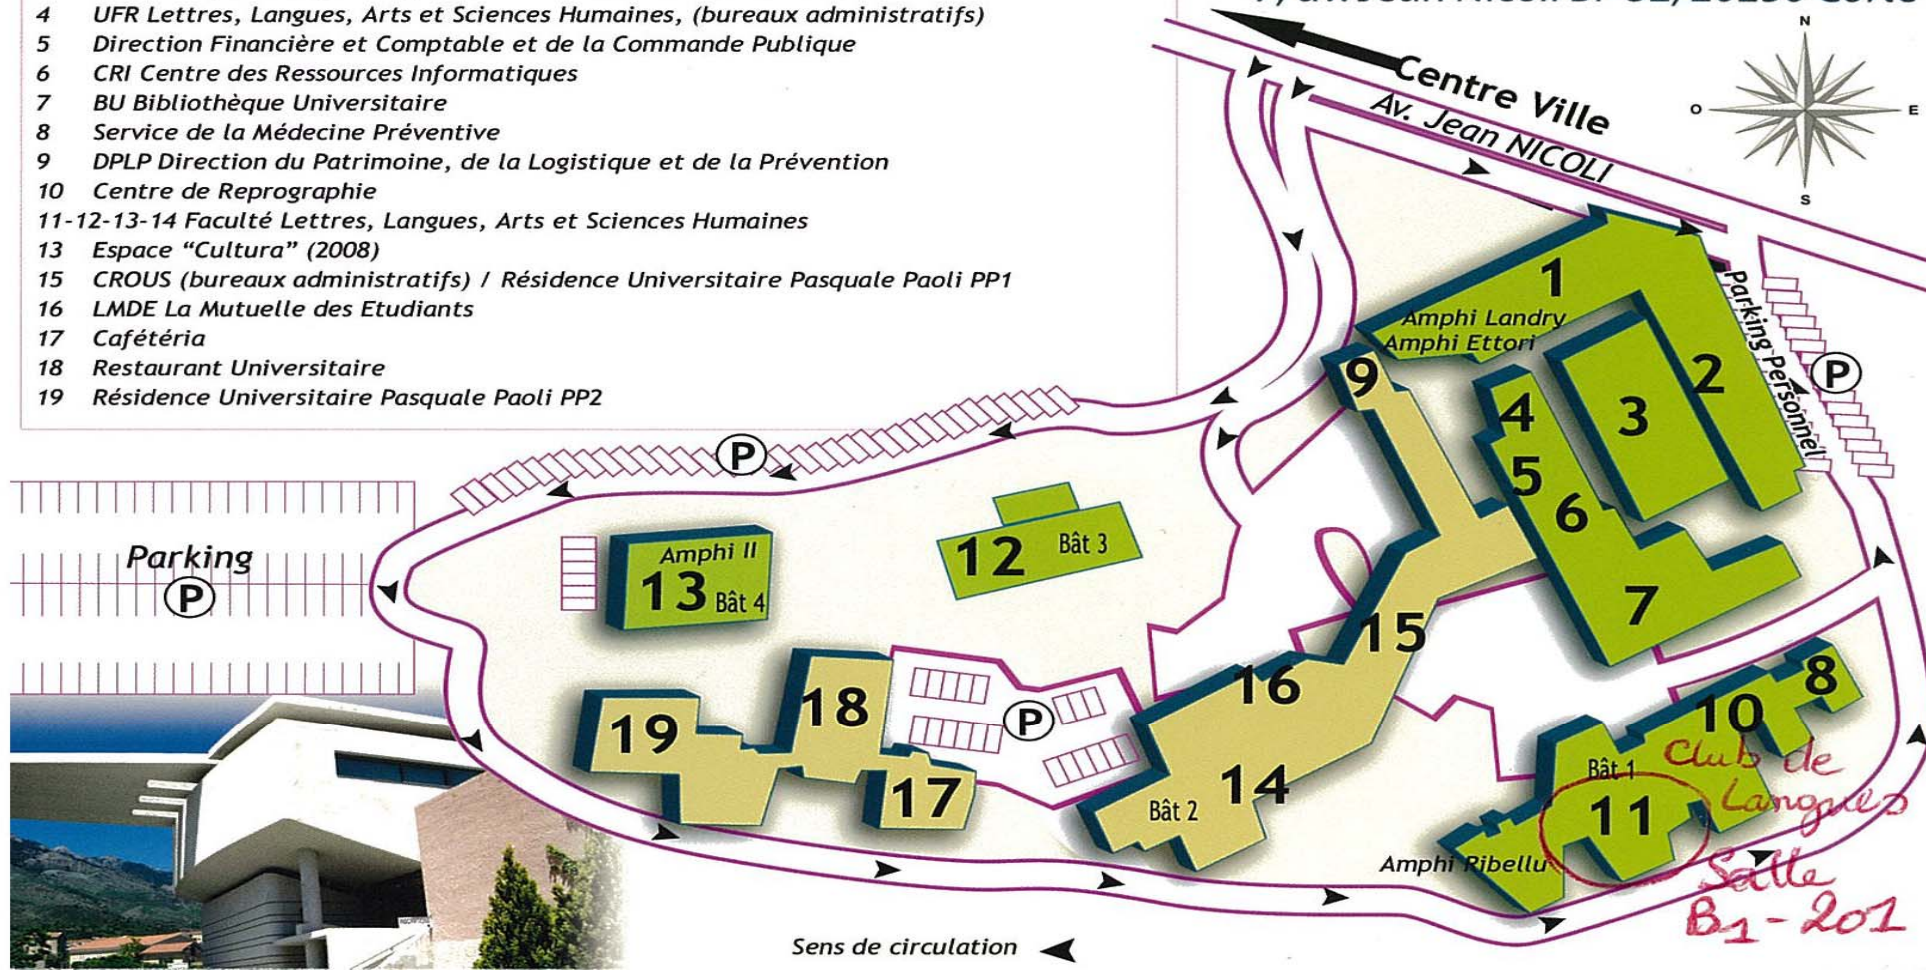 4 UFR Lettres, Langues, Arts et Sciences Humaines, (bureaux administratifs)
5 Direction Financière et Comptable et de la Commande Publique
6 CRI Centre des Ressources Informatiques
7 BU Bibliothèque Universitaire
8 Service de la Médecine Préventive
9 DPLP Direction du Patrimoine, de la Logistique et de la Prévention
10 Centre de Reprographie
11-12-13-14 Faculté Lettres, Langues, Arts et Sciences Humaines
13 Espace “Cultura” (2008)
15 CROUS (bureaux administratifs) / Résidence Universitaire Pasquale Paoli PP1
16 LMDE La Mutuelle des Etudiants
17 Cafétéria
18 Restaurant Universitaire
19 Résidence Universitaire Pasquale Paoli PP2
N
O
E
S
Centre Ville
Av. Jean NICOLI
1
Amphi Landry
Amphi Ettori
2
Parking Personnel
P
3
9
4
5
6
7
P
Parking
P
Amphi II
13 Bât 4
12 Bât 3
15
16
8
10
18
19
17
P
14
Bât 2
Bât 1
11
Amphi Ribellu
Club de
Langues
Salle
B1-201
Sens de circulation